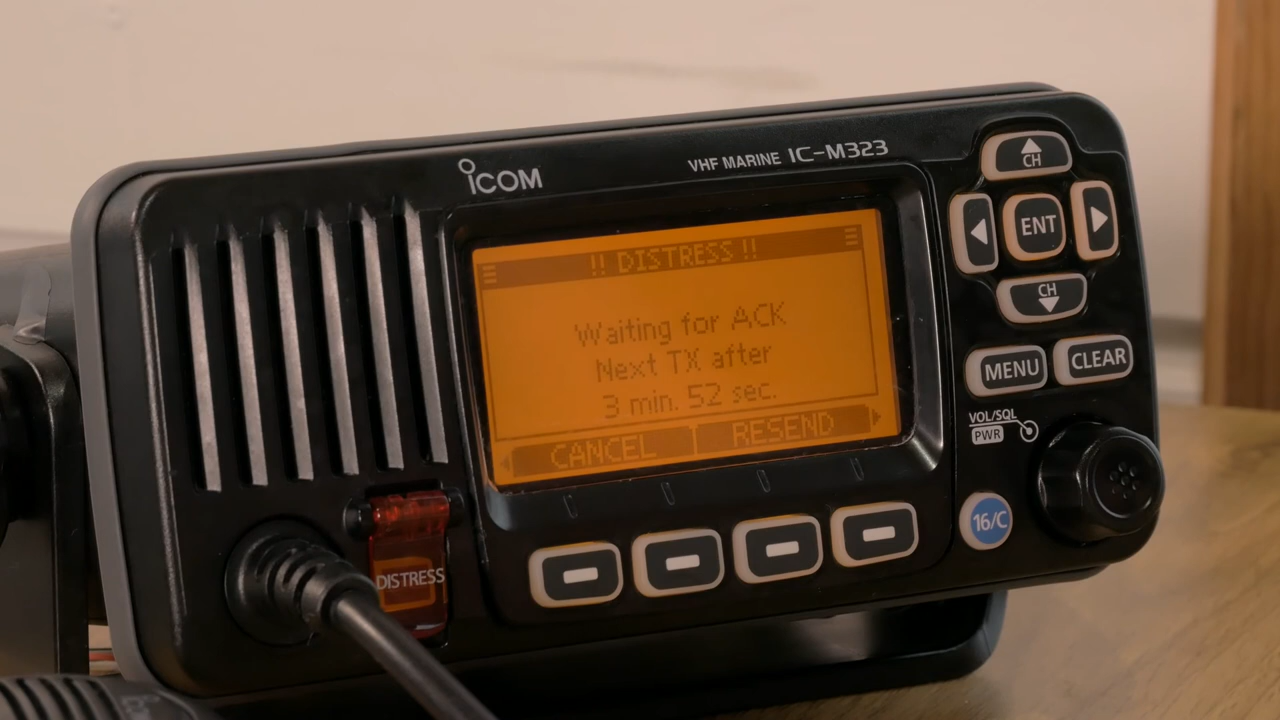 ICOM
VHF MARINE IC-M323
!! DISTRESS !!
Waiting for ACK
Next TX after
3 min. 52 sec.
CANCEL RESEND
CH
ENT
CH
MENU CLEAR
VOL/SQL
PWR
16/C
DISTRESS